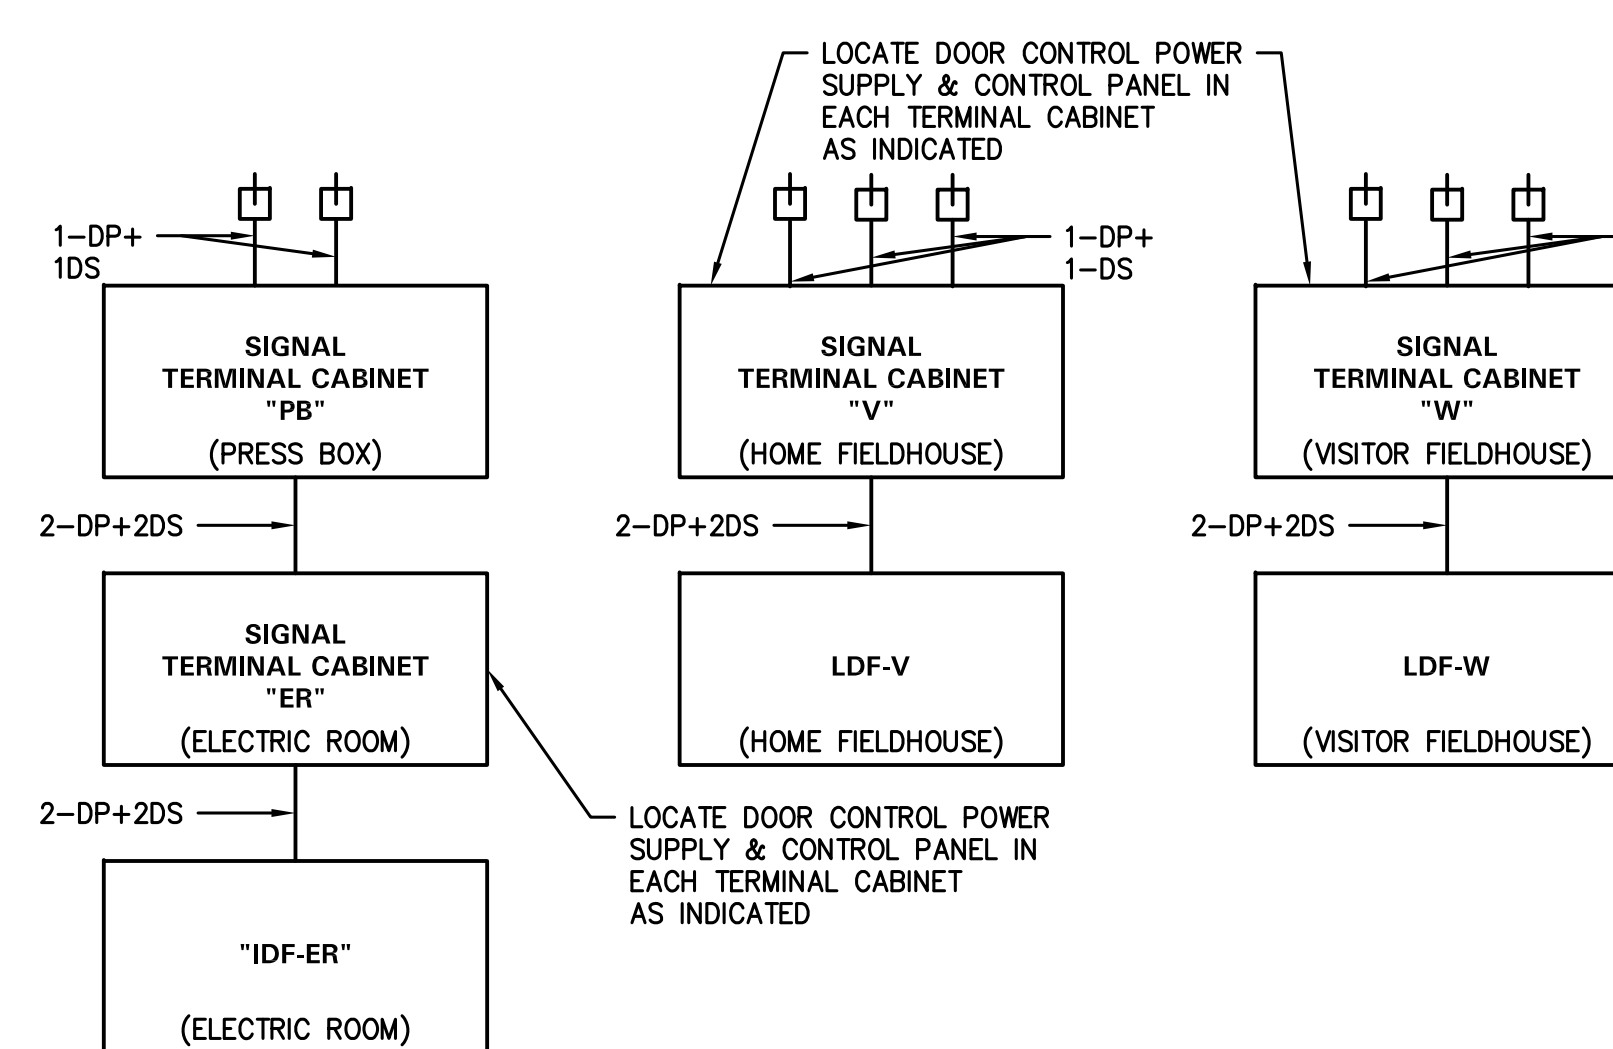 LOCATE DOOR CONTROL POWER
SUPPLY & CONTROL PANEL IN
EACH TERMINAL CABINET
AS INDICATED
1-DP+
1DS
1-DP+
1-DS
SIGNAL
TERMINAL CABINET
"PB"
(PRESS BOX)
SIGNAL
TERMINAL CABINET
"V"
(HOME FIELDHOUSE)
SIGNAL
TERMINAL CABINET
"W"
(VISITOR FIELDHOUSE)
2-DP+2DS
2-DP+2DS
2-DP+2DS
SIGNAL
TERMINAL CABINET
"ER"
(ELECTRIC ROOM)
LDF-V
(HOME FIELDHOUSE)
LDF-W
(VISITOR FIELDHOUSE)
2-DP+2DS
LOCATE DOOR CONTROL POWER
SUPPLY & CONTROL PANEL IN
EACH TERMINAL CABINET
AS INDICATED
"IDF-ER"
(ELECTRIC ROOM)